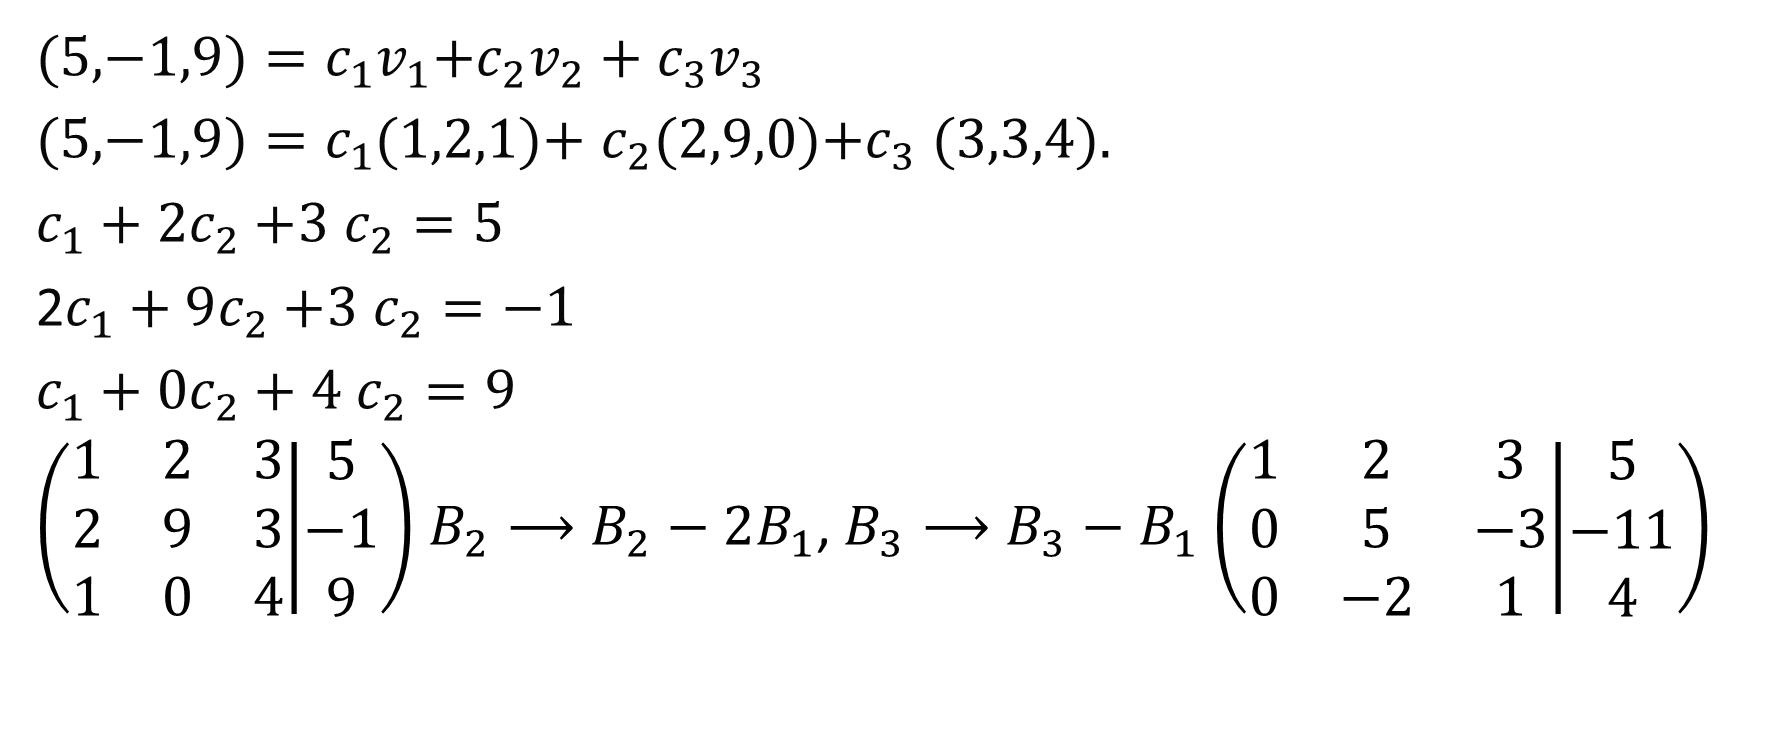 (5,−1,9) = c₁v₁+c₂v₂ + c₃v₃
(5,−1,9) = c₁(1,2,1)+ c₂(2,9,0)+c₃ (3,3,4).
c₁ + 2c₂ +3 c₂ = 5
2c₁ + 9c₂ +3 c₂ = −1
c₁ + 0c₂ + 4 c₂ = 9
1 2 3 | 5 1 2 3 | 5
(2 9 3 | −1) B₂ ⟶ B₂ − 2B₁, B₃ ⟶ B₃ − B₁ (0 5 −3 | −11)
1 0 4 | 9 0 −2 1 | 4